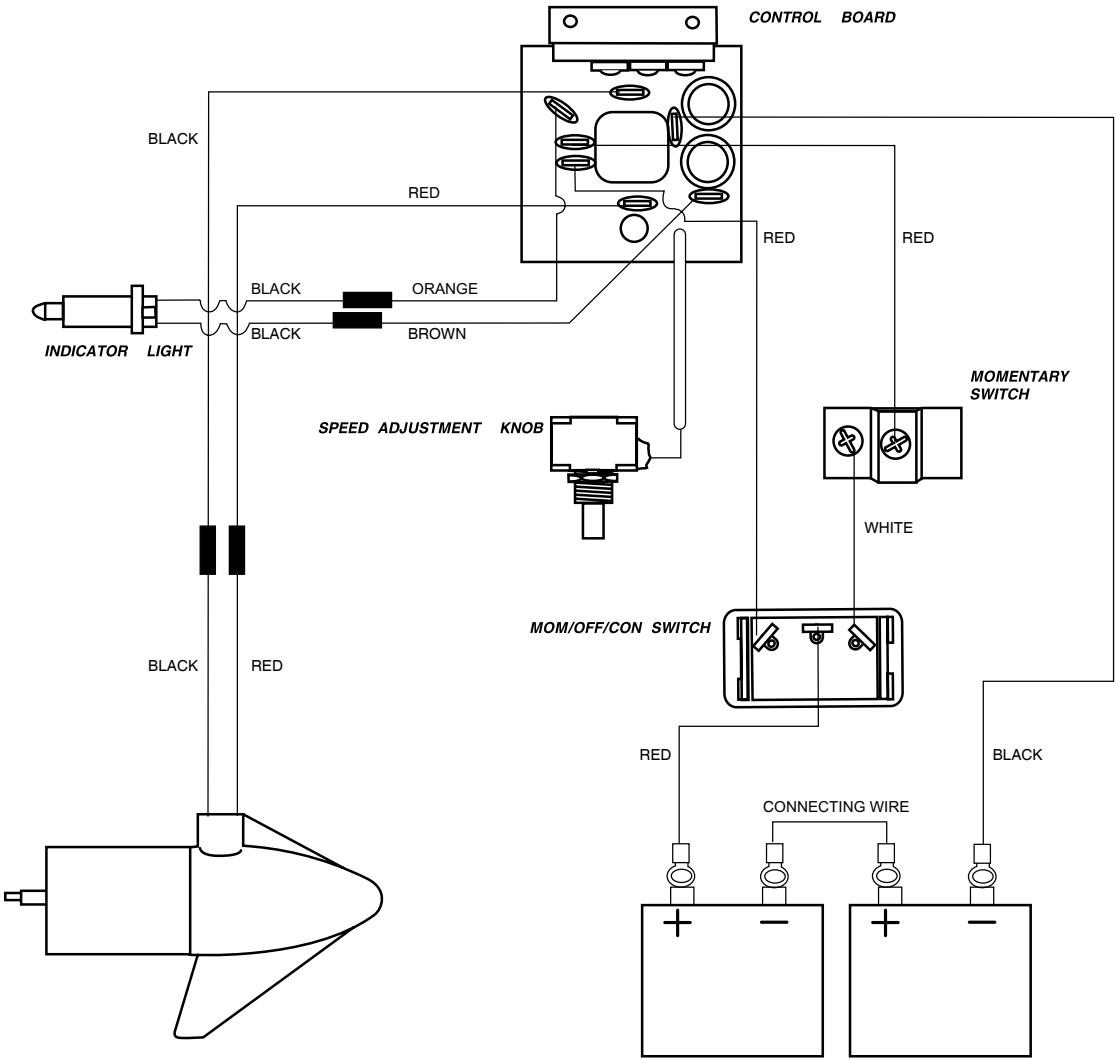 CONTROL BOARD
BLACK
RED
RED
RED
BLACK
ORANGE
BLACK
BROWN
INDICATOR LIGHT
MOMENTARY
SWITCH
SPEED ADJUSTMENT KNOB
WHITE
MOM/OFF/CON SWITCH
BLACK
RED
RED
BLACK
CONNECTING WIRE
+
−
+
−